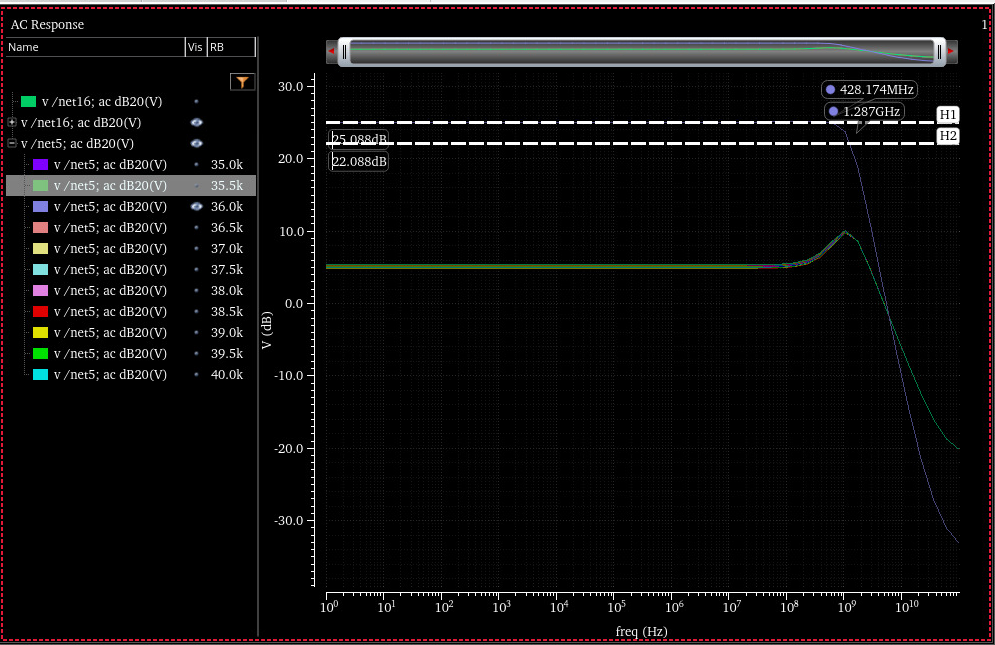 AC Response
1
Name Vis RB
v /net16; ac dB20(V)
v /net16; ac dB20(V)
v /net5; ac dB20(V)
v /net5; ac dB20(V) 35.0k
v /net5; ac dB20(V) 35.5k
v /net5; ac dB20(V) 36.0k
v /net5; ac dB20(V) 36.5k
v /net5; ac dB20(V) 37.0k
v /net5; ac dB20(V) 37.5k
v /net5; ac dB20(V) 38.0k
v /net5; ac dB20(V) 38.5k
v /net5; ac dB20(V) 39.0k
v /net5; ac dB20(V) 39.5k
v /net5; ac dB20(V) 40.0k
30.0
20.0
10.0
0.0
-10.0
-20.0
-30.0
V (dB)
428.174MHz
1.287GHz
H1
H2
25.088dB
22.088dB
10⁰ 10¹ 10² 10³ 10⁴ 10⁵ 10⁶ 10⁷ 10⁸ 10⁹ 10¹⁰
freq (Hz)